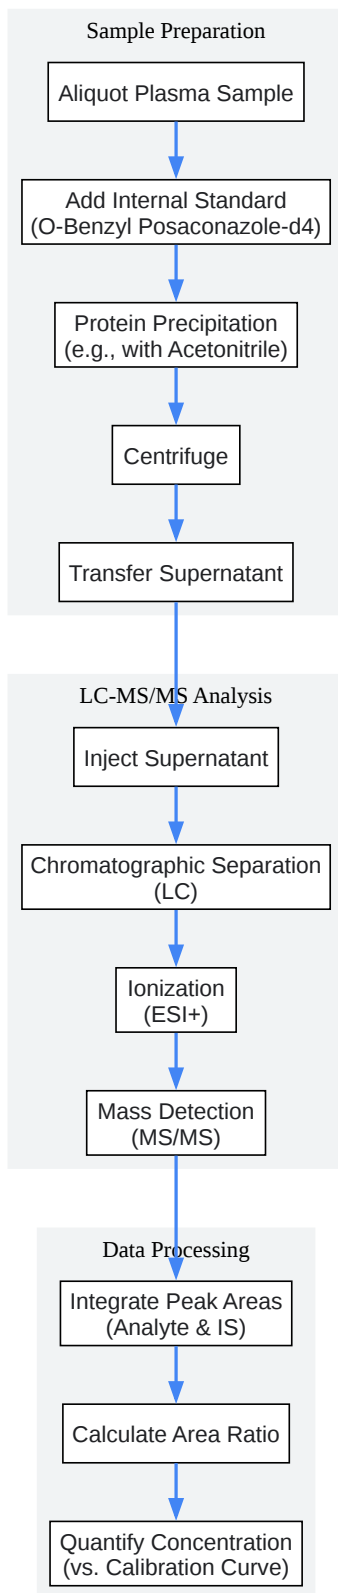 Sample Preparation
Aliquot Plasma Sample
Add Internal Standard
(O-Benzyl Posaconazole-d4)
Protein Precipitation
(e.g., with Acetonitrile)
Centrifuge
Transfer Supernatant
LC-MS/MS Analysis
Inject Supernatant
Chromatographic Separation
(LC)
Ionization
(ESI+)
Mass Detection
(MS/MS)
Data Processing
Integrate Peak Areas
(Analyte & IS)
Calculate Area Ratio
Quantify Concentration
(vs. Calibration Curve)